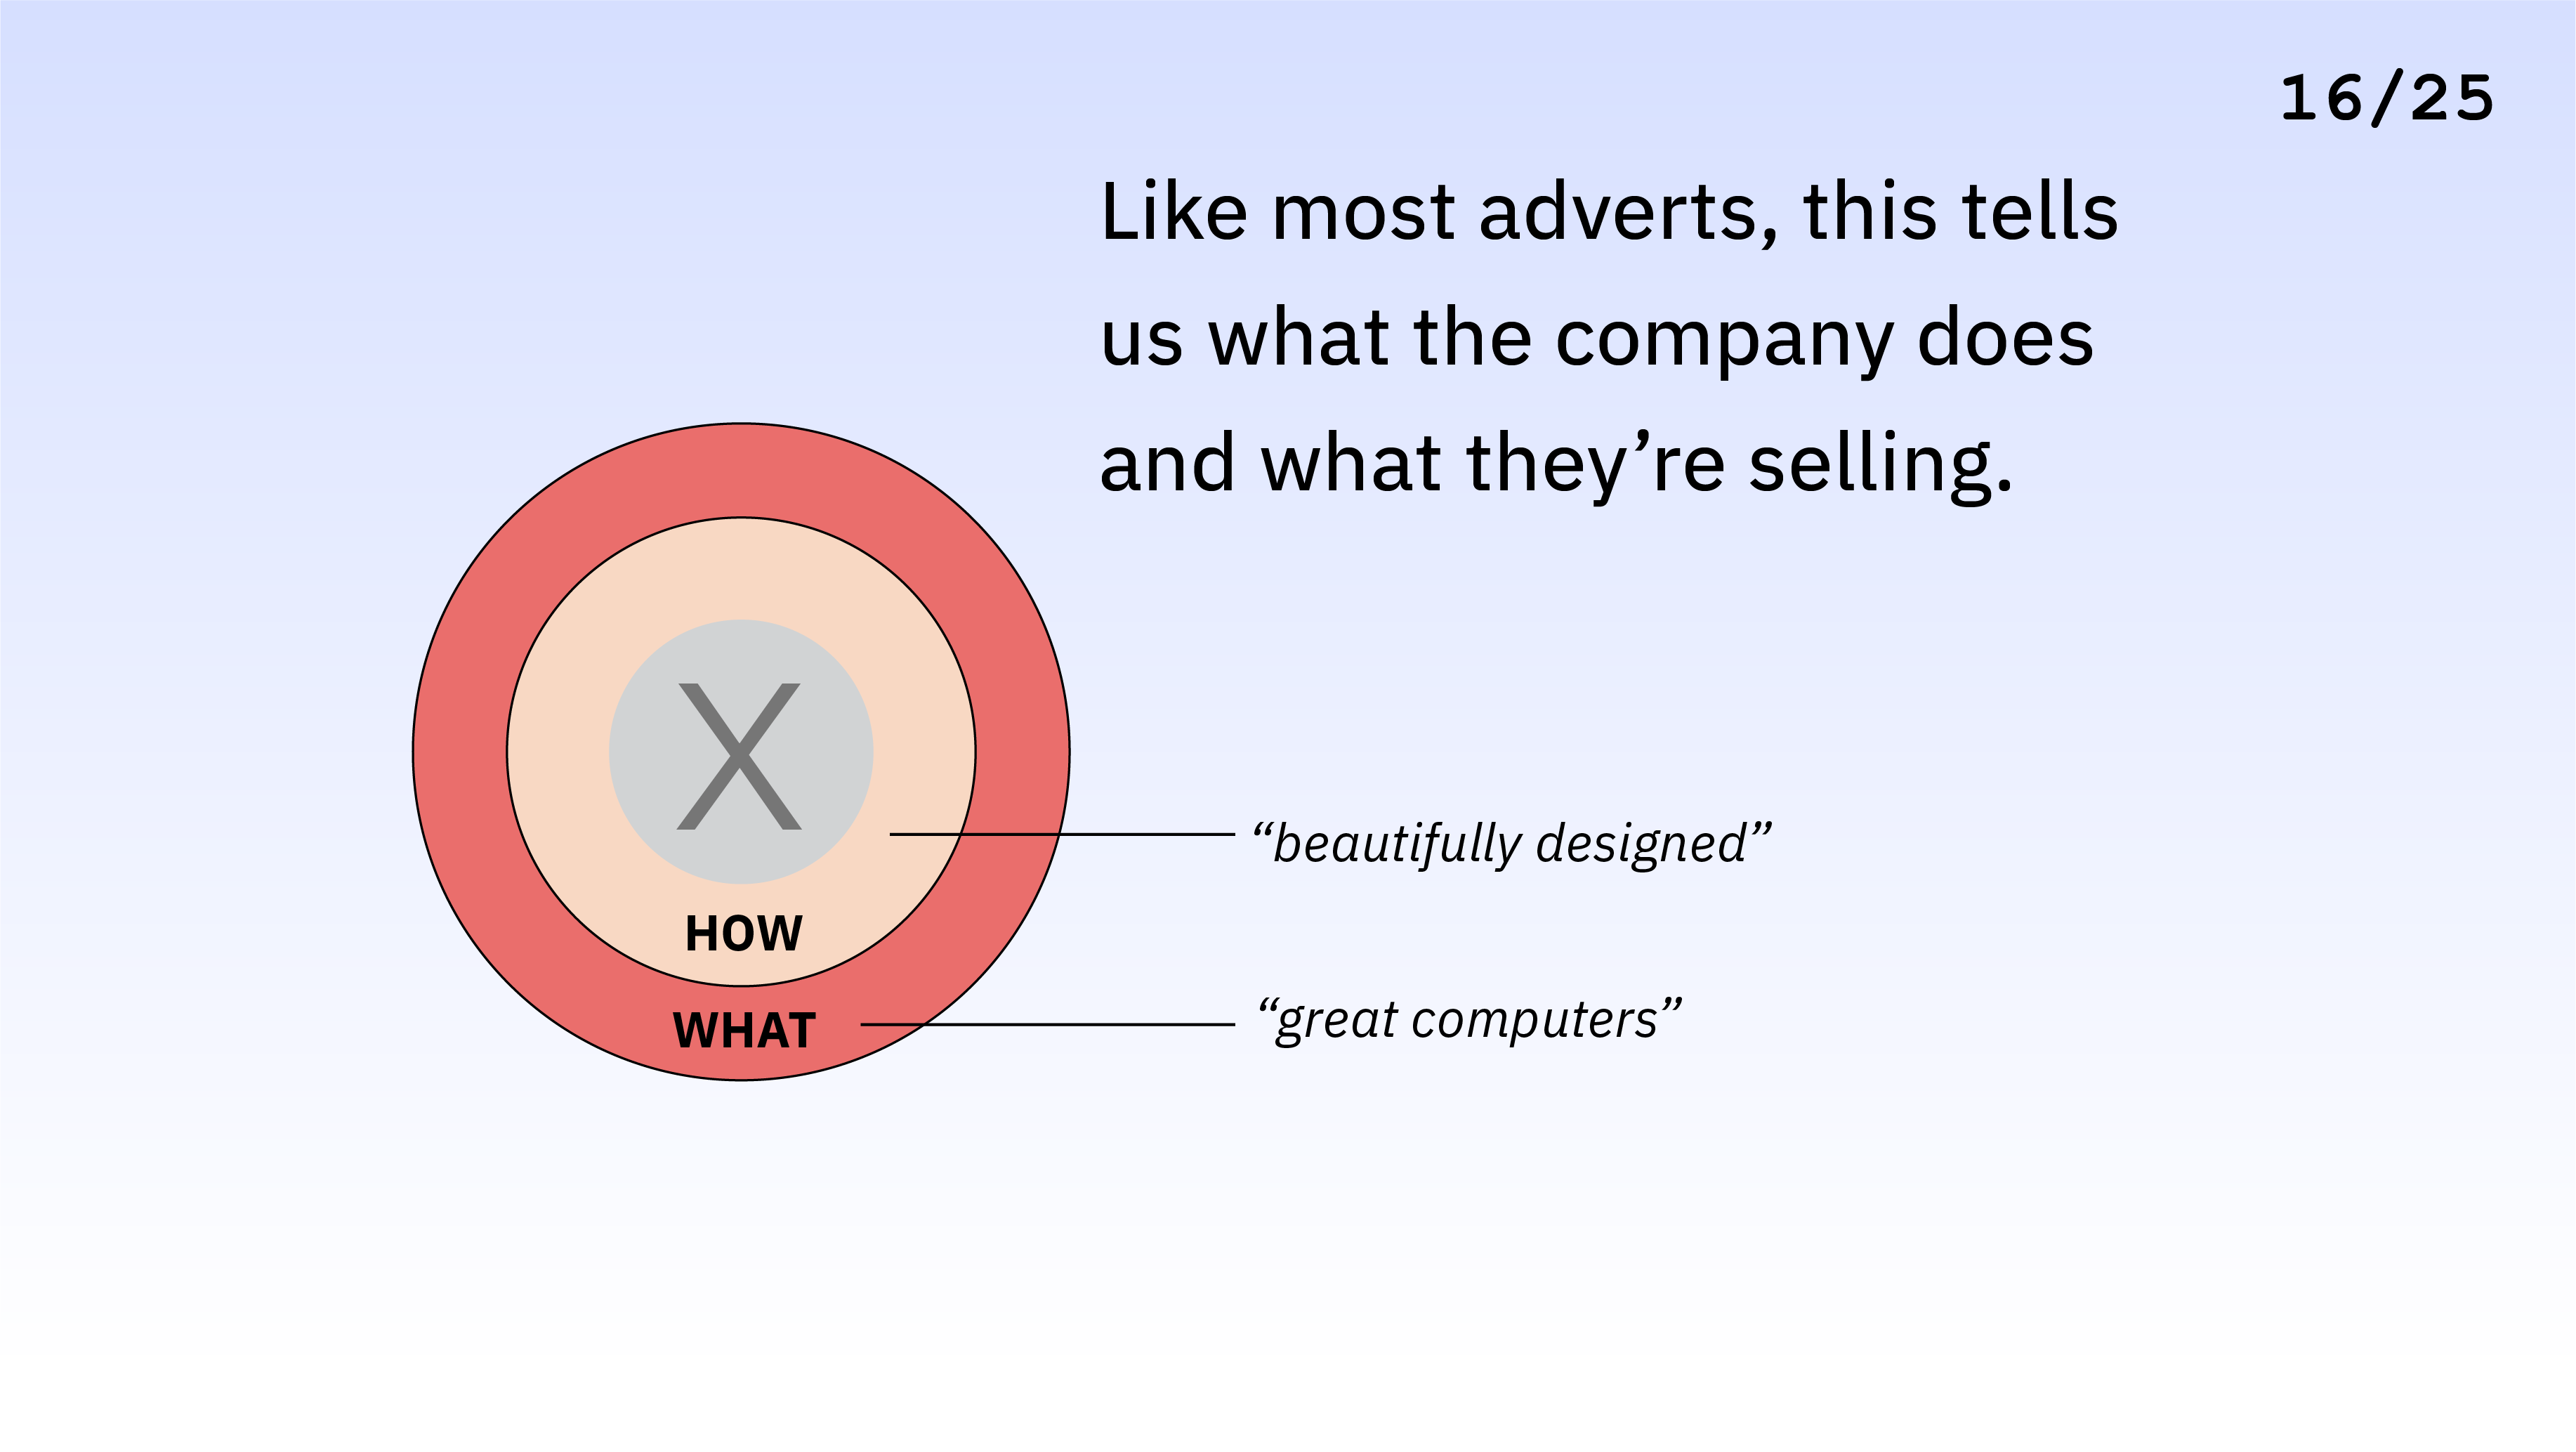 16/25
Like most adverts, this tells
us what the company does
and what they’re selling.
X
“beautifully designed”
HOW
“great computers”
WHAT